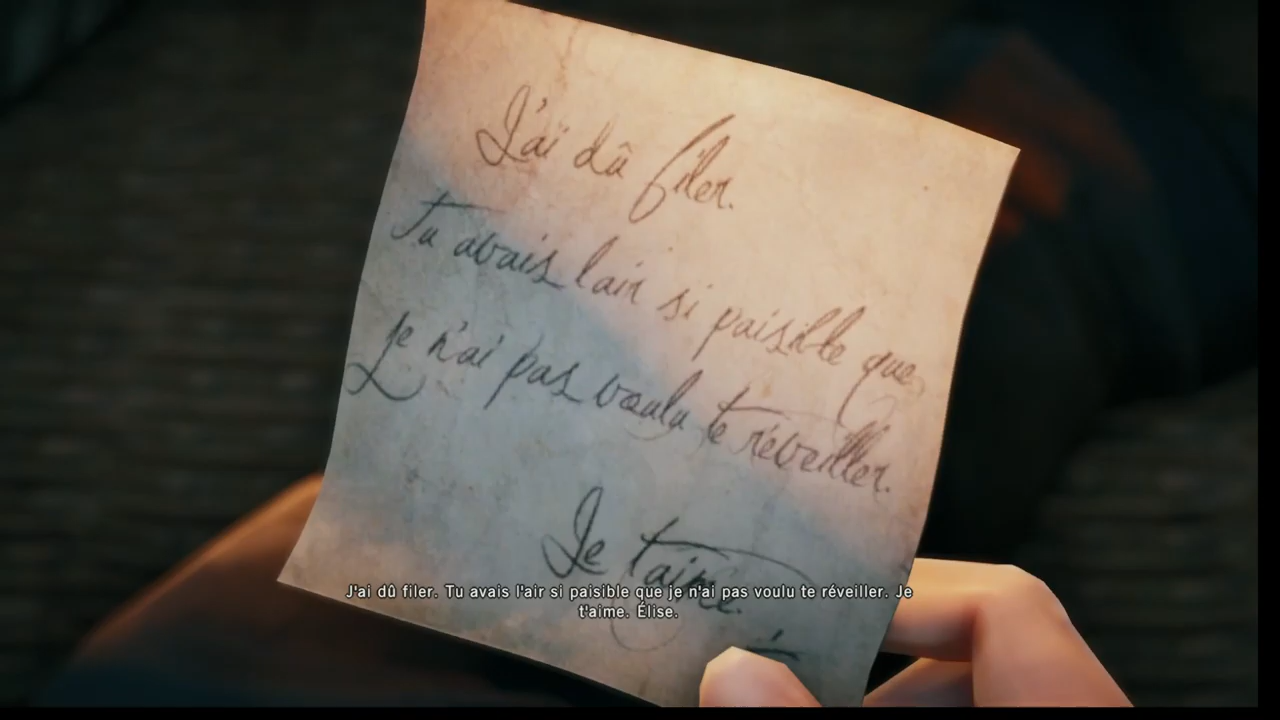 J'ai dû filer.
tu avais l'air si paisible que
je n'ai pas voulu te réveiller.
Je t'aime.
J'ai dû filer. Tu avais l'air si paisible que je n'ai pas voulu te réveiller. Je
t'aime. Élise.